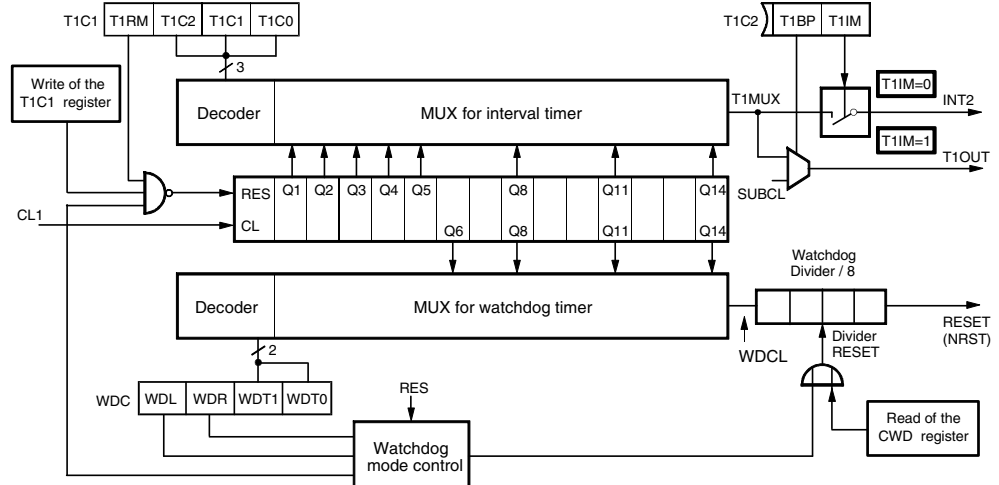 T1C1 T1RM T1C2 T1C1 T1C0
T1C2 T1BP T1IM
3
Write of the
T1C1 register
Decoder
MUX for interval timer
T1MUX
T1IM=0
INT2
T1IM=1
T1OUT
SUBCL
RES Q1 Q2 Q3 Q4 Q5 Q8 Q11 Q14
CL1
CL Q6 Q8 Q11 Q14
Watchdog
Divider / 8
Decoder
MUX for watchdog timer
RESET
(NRST)
2
WDCL
Divider
RESET
WDC WDL WDR WDT1 WDT0
RES
Read of the
CWD register
Watchdog
mode control